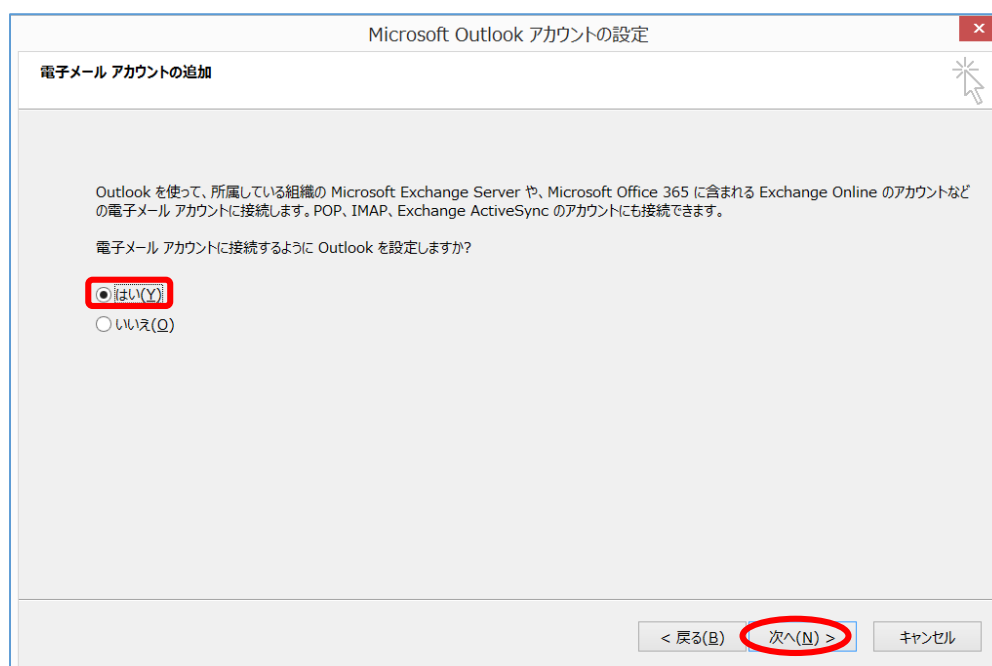 Microsoft Outlook アカウントの設定
電子メール アカウントの追加
Outlook を使って、所属している組織の Microsoft Exchange Server や、Microsoft Office 365 に含まれる Exchange Online のアカウントなど
の電子メール アカウントに接続します。POP、IMAP、Exchange ActiveSync のアカウントにも接続できます。
電子メール アカウントに接続するように Outlook を設定しますか?
はい(Y)
いいえ(O)
< 戻る(B) 次へ(N) > キャンセル